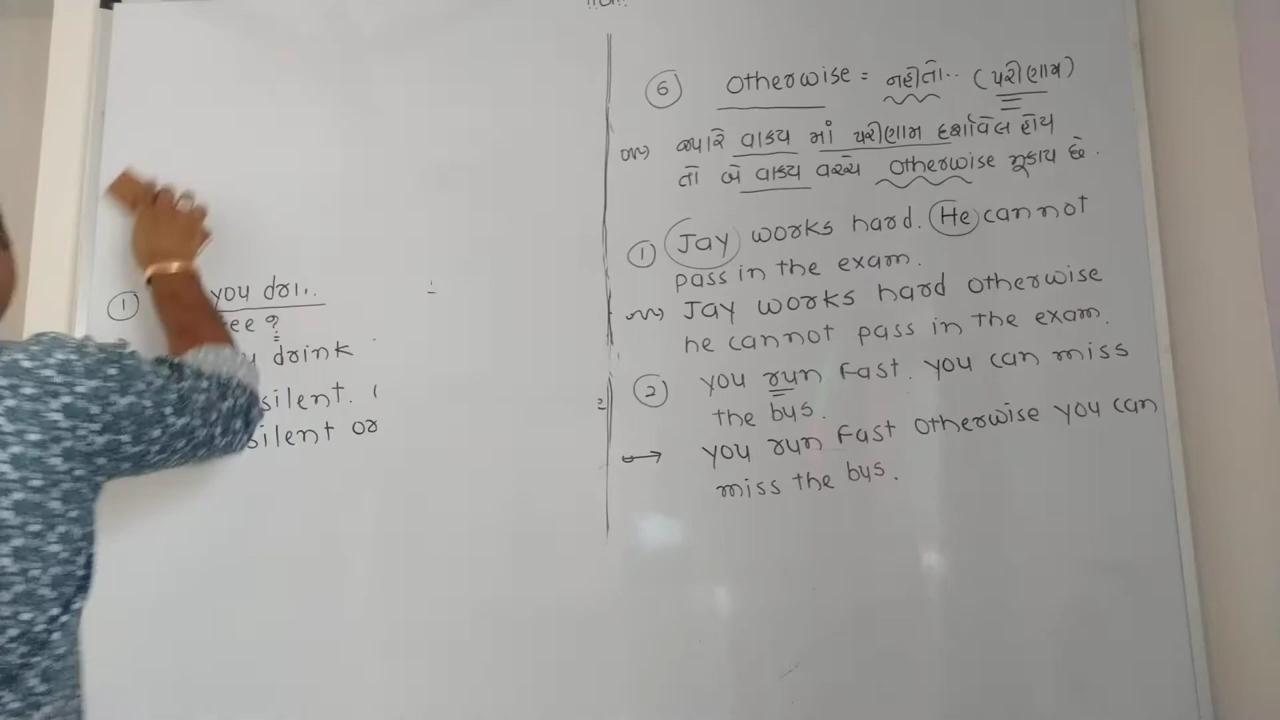 ① you
ee ?
drink
silent.
silent or
⑥ Otherwise = નહીતો.. (પરીણામ)
જ્યારે વાક્ય માં પરીણામ દર્શાવેલ હોય
તો બે વાક્ય વચ્ચે Otherwise મૂકાય છે.
① Jay works hard. He cannot
pass in the exam.
Jay works hard otherwise
he cannot pass in the exam.
② you run fast. you can miss
the bus.
→ you run fast otherwise you can
miss the bus.